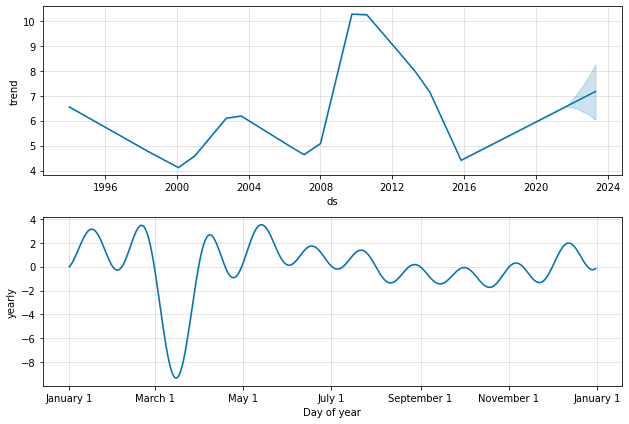 10
9
8
7
6
5
4
trend
1996 2000 2004 2008 2012 2016 2020 2024
ds
4
2
0
−2
−4
−6
−8
yearly
January 1 March 1 May 1 July 1 September 1 November 1 January 1
Day of year